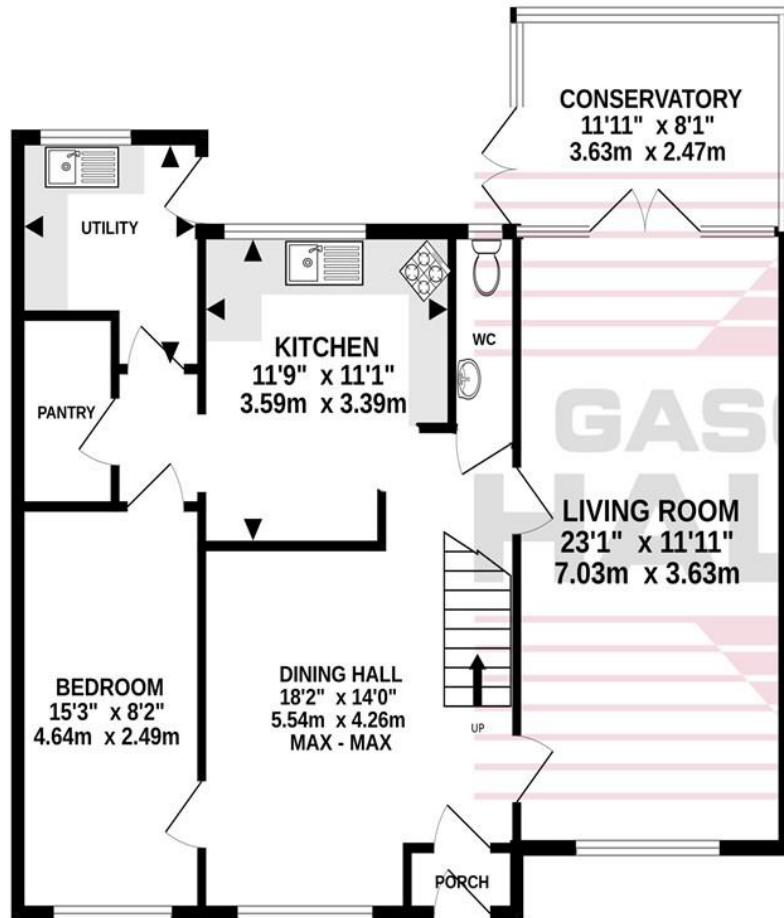 CONSERVATORY
11'11" x 8'1"
3.63m x 2.47m
UTILITY
KITCHEN
11'9" x 11'1"
3.59m x 3.39m
WC
PANTRY
GASC
HAL
LIVING ROOM
23'1" x 11'11"
7.03m x 3.63m
BEDROOM
15'3" x 8'2"
4.64m x 2.49m
DINING HALL
18'2" x 14'0"
5.54m x 4.26m
MAX - MAX
UP
PORCH